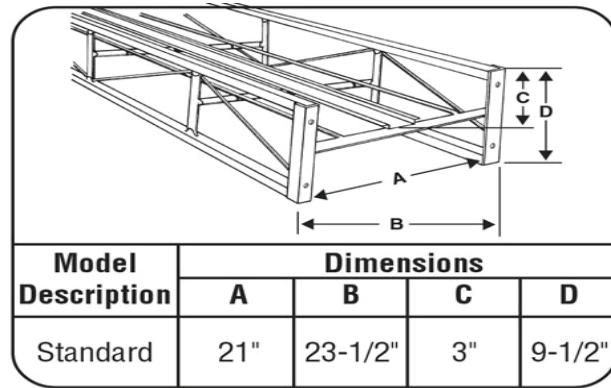 C
D
A
B
Model Description
Dimensions
A B C D
Standard 21" 23-1/2" 3" 9-1/2"